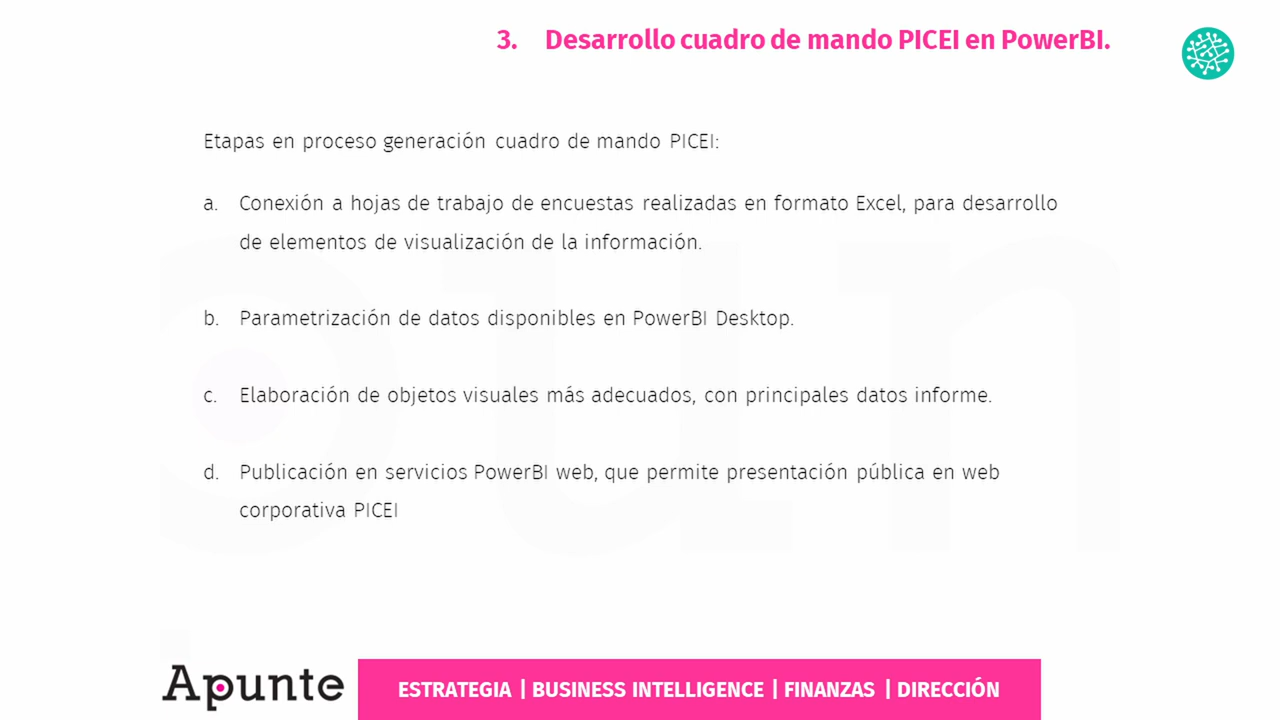 3. Desarrollo cuadro de mando PICEI en PowerBI.
Etapas en proceso generación cuadro de mando PICEI:
a. Conexión a hojas de trabajo de encuestas realizadas en formato Excel, para desarrollo
de elementos de visualización de la información.
b. Parametrización de datos disponibles en PowerBI Desktop.
c. Elaboración de objetos visuales más adecuados, con principales datos informe.
d. Publicación en servicios PowerBI web, que permite presentación pública en web
corporativa PICEI
Apunte
ESTRATEGIA | BUSINESS INTELLIGENCE | FINANZAS | DIRECCIÓN